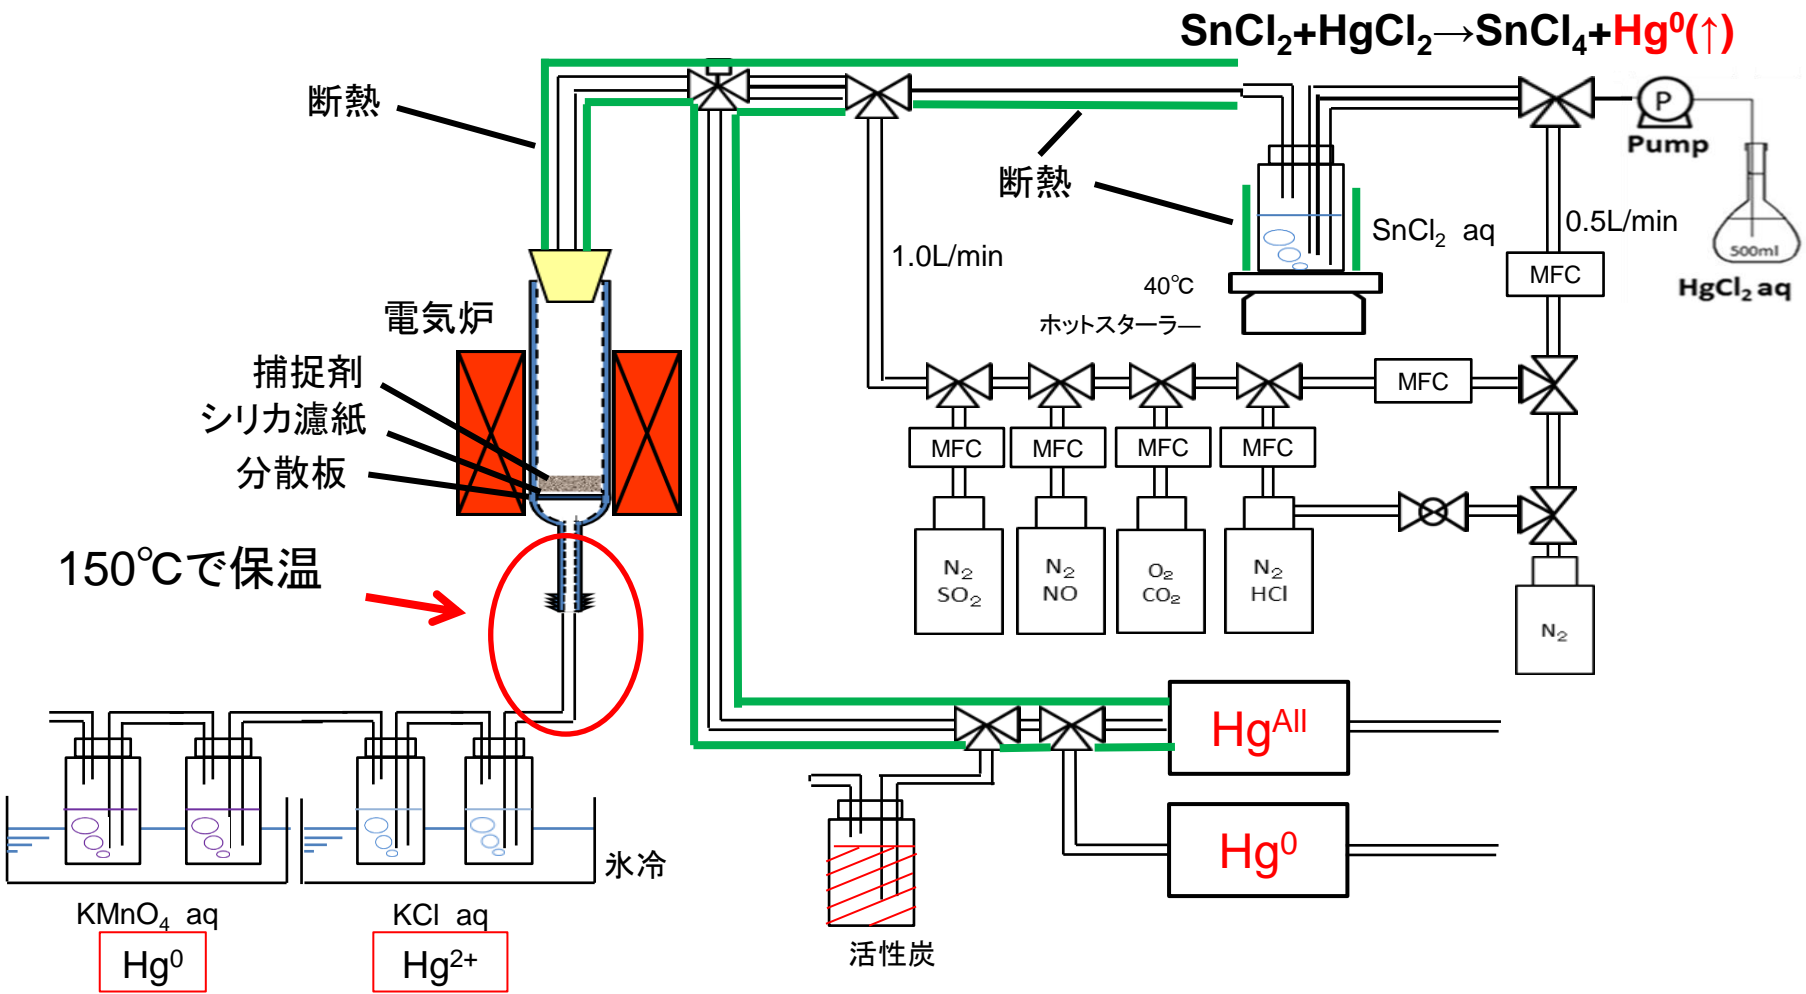 SnCl₂+HgCl₂→SnCl₄+Hg⁰(↑)
断熱
P
Pump
断熱
SnCl₂ aq
0.5L/min
500ml
HgCl₂ aq
1.0L/min
MFC
40℃
ホットスターラ―
電気炉
捕捉剤
シリカ濾紙
分散板
MFC
MFC
MFC
MFC
MFC
150℃で保温
N₂
SO₂
N₂
NO
O₂
CO₂
N₂
HCl
N₂
Hg^All
Hg⁰
氷冷
KMnO₄ aq
KCl aq
Hg⁰
Hg²⁺
活性炭